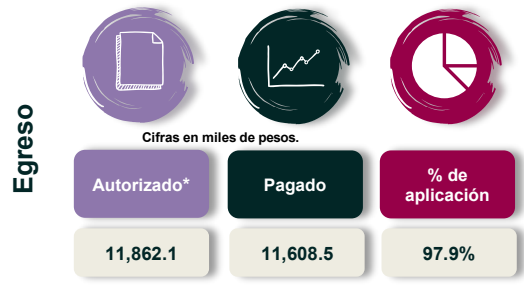 Egreso
Cifras en miles de pesos.
Autorizado*
Pagado
% de
aplicación
11,862.1
11,608.5
97.9%